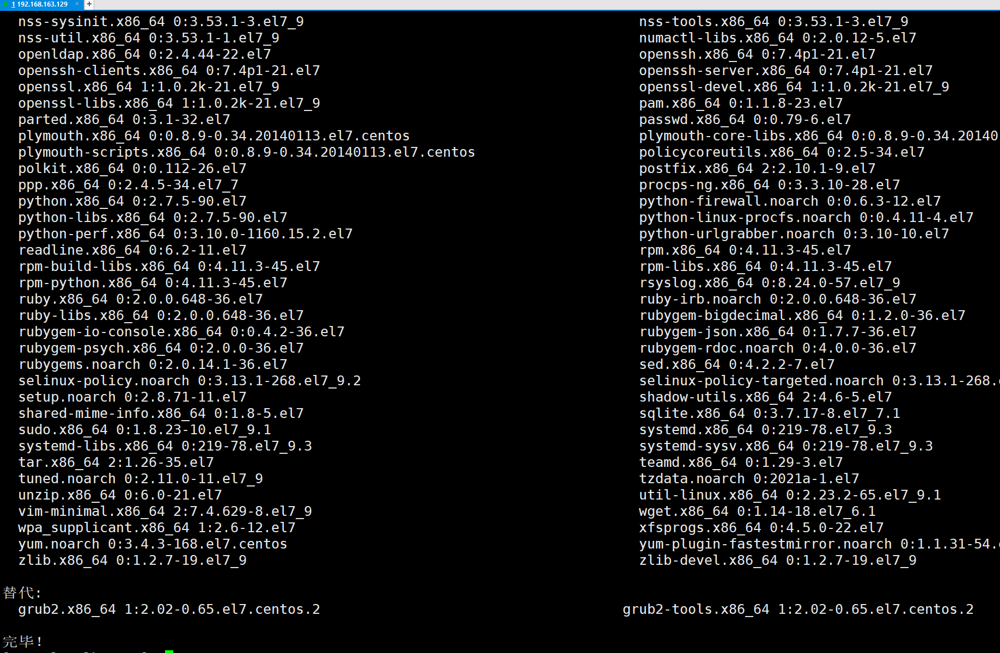 1 192.168.163.129 × +
nss-sysinit.x86_64 0:3.53.1-3.el7_9 nss-tools.x86_64 0:3.53.1-3.el7_9
nss-util.x86_64 0:3.53.1-1.el7_9 numactl-libs.x86_64 0:2.0.12-5.el7
openldap.x86_64 0:2.4.44-22.el7 openssh.x86_64 0:7.4p1-21.el7
openssh-clients.x86_64 0:7.4p1-21.el7 openssh-server.x86_64 0:7.4p1-21.el7
openssl.x86_64 1:1.0.2k-21.el7_9 openssl-devel.x86_64 1:1.0.2k-21.el7_9
openssl-libs.x86_64 1:1.0.2k-21.el7_9 pam.x86_64 0:1.1.8-23.el7
parted.x86_64 0:3.1-32.el7 passwd.x86_64 0:0.79-6.el7
plymouth.x86_64 0:0.8.9-0.34.20140113.el7.centos plymouth-core-libs.x86_64 0:0.8.9-0.34.20140
plymouth-scripts.x86_64 0:0.8.9-0.34.20140113.el7.centos policycoreutils.x86_64 0:2.5-34.el7
polkit.x86_64 0:0.112-26.el7 postfix.x86_64 2:2.10.1-9.el7
ppp.x86_64 0:2.4.5-34.el7_7 procps-ng.x86_64 0:3.3.10-28.el7
python.x86_64 0:2.7.5-90.el7 python-firewall.noarch 0:0.6.3-12.el7
python-libs.x86_64 0:2.7.5-90.el7 python-linux-procfs.noarch 0:0.4.11-4.el7
python-perf.x86_64 0:3.10.0-1160.15.2.el7 python-urlgrabber.noarch 0:3.10-10.el7
readline.x86_64 0:6.2-11.el7 rpm.x86_64 0:4.11.3-45.el7
rpm-build-libs.x86_64 0:4.11.3-45.el7 rpm-libs.x86_64 0:4.11.3-45.el7
rpm-python.x86_64 0:4.11.3-45.el7 rsyslog.x86_64 0:8.24.0-57.el7_9
ruby.x86_64 0:2.0.0.648-36.el7 ruby-irb.noarch 0:2.0.0.648-36.el7
ruby-libs.x86_64 0:2.0.0.648-36.el7 rubygem-bigdecimal.x86_64 0:1.2.0-36.el7
rubygem-io-console.x86_64 0:0.4.2-36.el7 rubygem-json.x86_64 0:1.7.7-36.el7
rubygem-psych.x86_64 0:2.0.0-36.el7 rubygem-rdoc.noarch 0:4.0.0-36.el7
rubygems.noarch 0:2.0.14.1-36.el7 sed.x86_64 0:4.2.2-7.el7
selinux-policy.noarch 0:3.13.1-268.el7_9.2 selinux-policy-targeted.noarch 0:3.13.1-268.
setup.noarch 0:2.8.71-11.el7 shadow-utils.x86_64 2:4.6-5.el7
shared-mime-info.x86_64 0:1.8-5.el7 sqlite.x86_64 0:3.7.17-8.el7_7.1
sudo.x86_64 0:1.8.23-10.el7_9.1 systemd.x86_64 0:219-78.el7_9.3
systemd-libs.x86_64 0:219-78.el7_9.3 systemd-sysv.x86_64 0:219-78.el7_9.3
tar.x86_64 2:1.26-35.el7 teamd.x86_64 0:1.29-3.el7
tuned.noarch 0:2.11.0-11.el7_9 tzdata.noarch 0:2021a-1.el7
unzip.x86_64 0:6.0-21.el7 util-linux.x86_64 0:2.23.2-65.el7_9.1
vim-minimal.x86_64 2:7.4.629-8.el7_9 wget.x86_64 0:1.14-18.el7_6.1
wpa_supplicant.x86_64 1:2.6-12.el7 xfsprogs.x86_64 0:4.5.0-22.el7
yum.noarch 0:3.4.3-168.el7.centos yum-plugin-fastestmirror.noarch 0:1.1.31-54.
zlib.x86_64 0:1.2.7-19.el7_9 zlib-devel.x86_64 0:1.2.7-19.el7_9
替代:
grub2.x86_64 1:2.02-0.65.el7.centos.2 grub2-tools.x86_64 1:2.02-0.65.el7.centos.2
完毕!